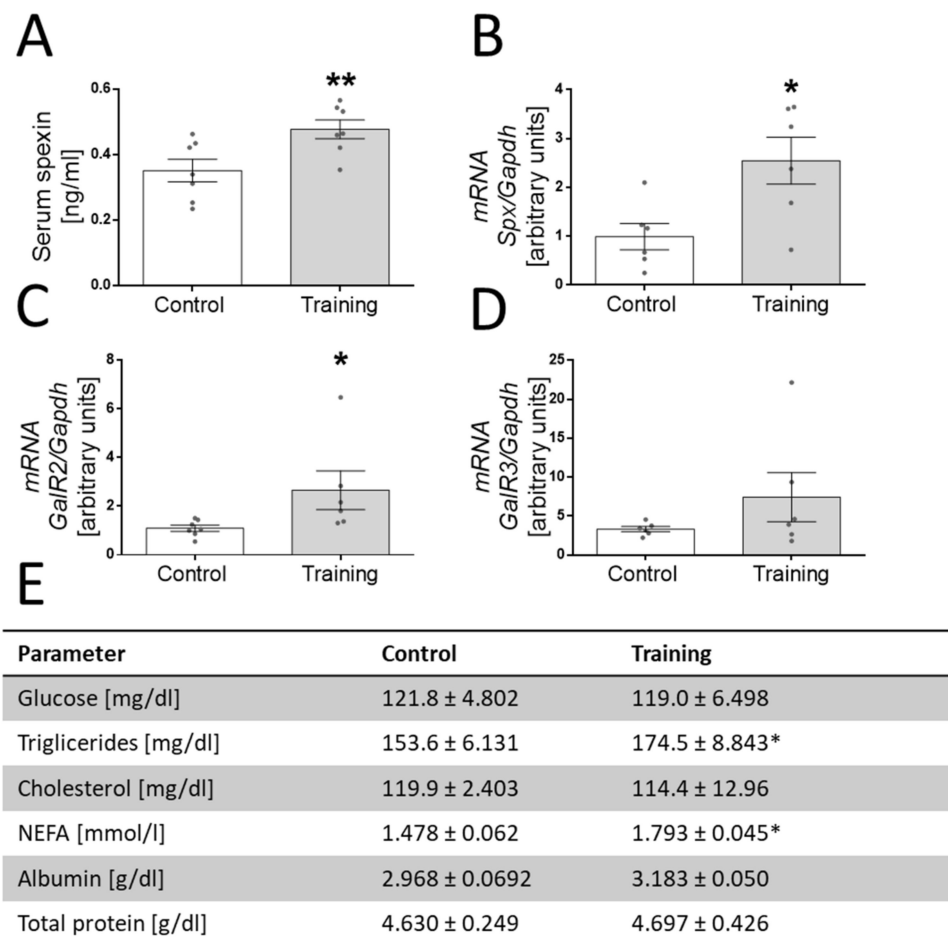 A
Serum spexin
[ng/ml]
0.6
0.4
0.2
0.0
**
Control Training
B
mRNA
Spx/Gapdh
[arbitrary units]
4
3
2
1
0
*
Control Training
C
mRNA
GalR2/Gapdh
[arbitrary units]
8
6
4
2
0
*
Control Training
D
mRNA
GalR3/Gapdh
[arbitrary units]
25
20
15
10
5
0
Control Training
E
Parameter Control Training
Glucose [mg/dl] 121.8 ± 4.802 119.0 ± 6.498
Triglicerides [mg/dl] 153.6 ± 6.131 174.5 ± 8.843*
Cholesterol [mg/dl] 119.9 ± 2.403 114.4 ± 12.96
NEFA [mmol/l] 1.478 ± 0.062 1.793 ± 0.045*
Albumin [g/dl] 2.968 ± 0.0692 3.183 ± 0.050
Total protein [g/dl] 4.630 ± 0.249 4.697 ± 0.426